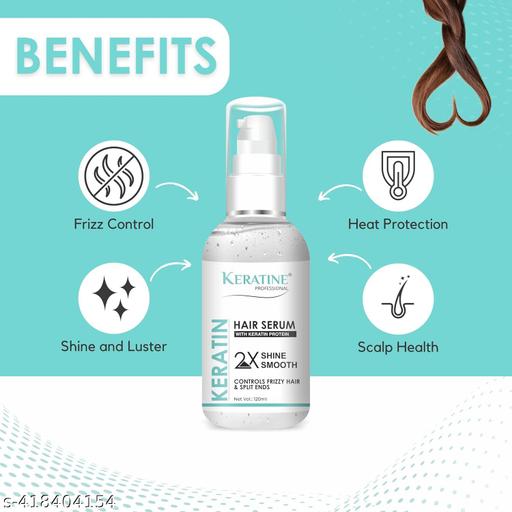 BENEFITS
Frizz Control
Heat Protection
Shine and Luster
Scalp Health
KERATINE®
PROFESSIONAL
KERATIN
HAIR SERUM
WITH KERATIN PROTEIN
2X SHINE
SMOOTH
CONTROLS FRIZZY HAIR
& SPLIT ENDS
Net Vol.: 120ml
s-418404154